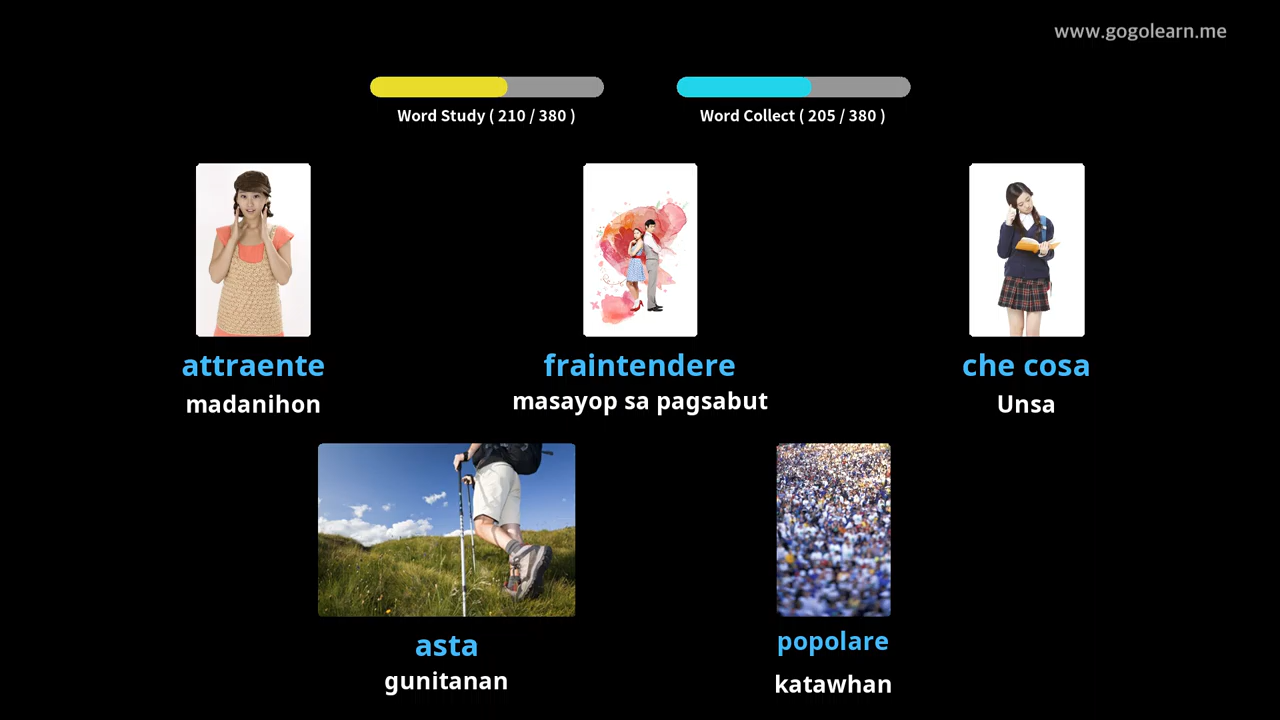 www.gogolearn.me
Word Study ( 210 / 380 )
Word Collect ( 205 / 380 )
attraente
madanihon
fraintendere
masayop sa pagsabut
che cosa
Unsa
asta
gunitanan
popolare
katawhan